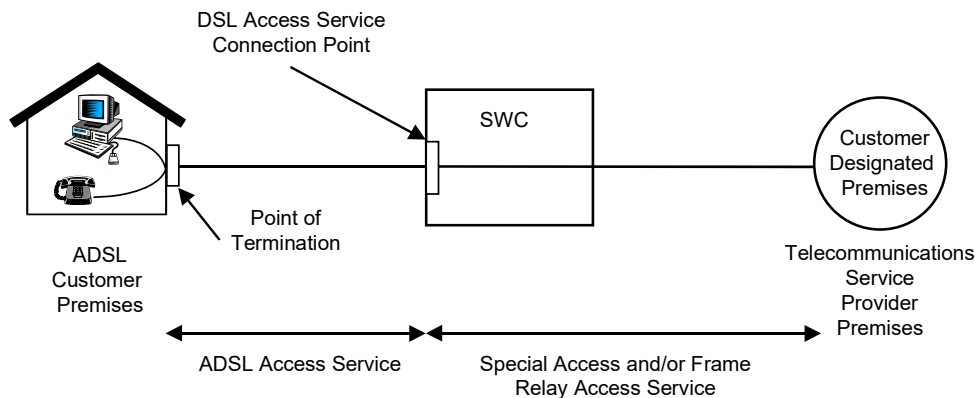 DSL Access Service
Connection Point
SWC
Customer
Designated
Premises
Point of
Termination
ADSL
Customer
Premises
Telecommunications
Service
Provider
Premises
ADSL Access Service
Special Access and/or Frame
Relay Access Service